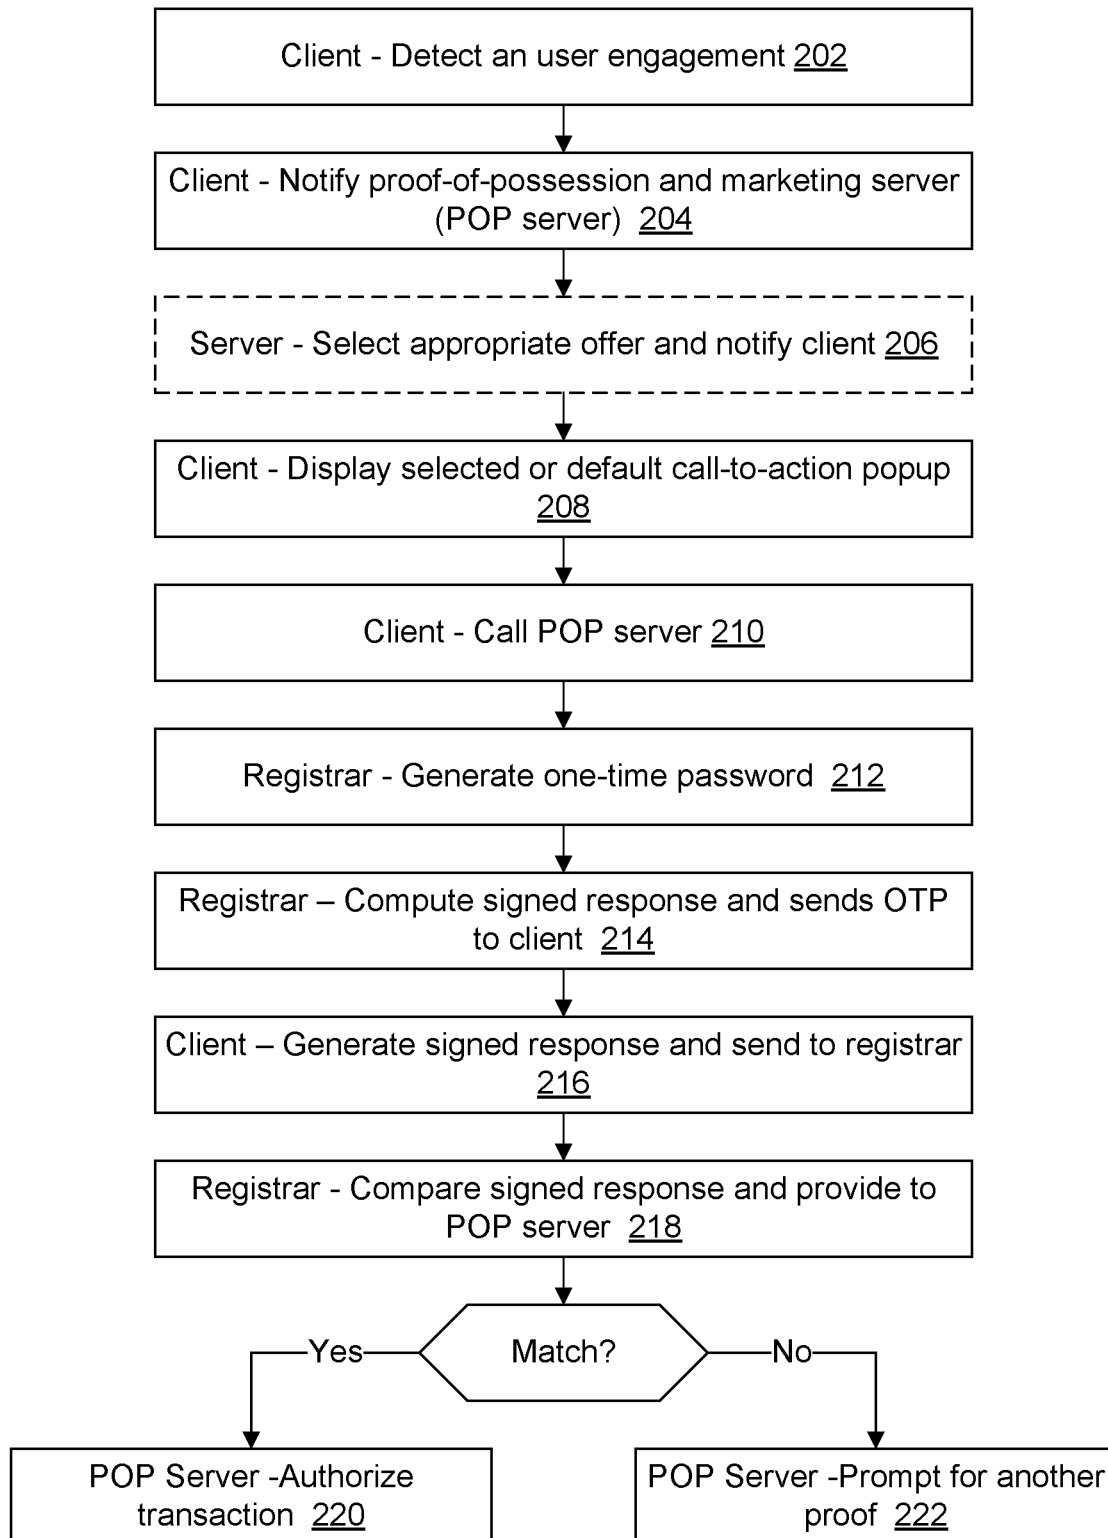 Client - Detect an user engagement 202
Client - Notify proof-of-possession and marketing server
(POP server) 204
Server - Select appropriate offer and notify client 206
Client - Display selected or default call-to-action popup
208
Client - Call POP server 210
Registrar - Generate one-time password 212
Registrar – Compute signed response and sends OTP
to client 214
Client – Generate signed response and send to registrar
216
Registrar - Compare signed response and provide to
POP server 218
Match?
Yes
No
POP Server -Authorize
transaction 220
POP Server -Prompt for another
proof 222